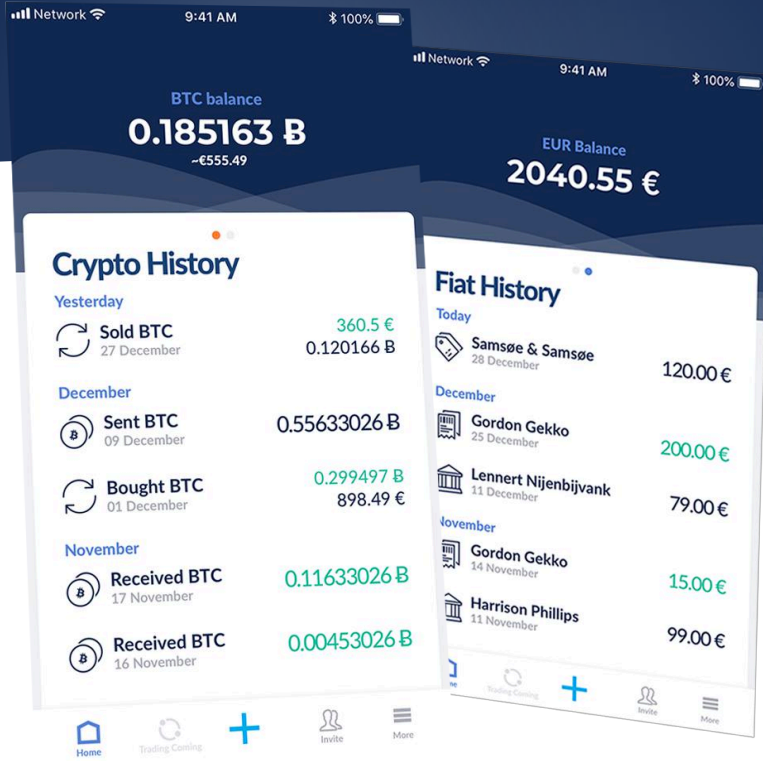 Network
9:41 AM
100%
BTC balance
0.185163 Ƀ
~€555.49
Crypto History
Yesterday
Sold BTC
360.5 €
27 December
0.120166 Ƀ
December
Sent BTC
0.55633026 Ƀ
09 December
Bought BTC
0.299497 Ƀ
01 December
898.49 €
November
Received BTC
0.11633026 Ƀ
17 November
Received BTC
0.00453026 Ƀ
16 November
Home
Trading Coming
Invite
More
Network
9:41 AM
100%
EUR Balance
2040.55 €
Fiat History
Today
Samsøe & Samsøe
120.00 €
28 December
December
Gordon Gekko
200.00 €
25 December
Lennert Nijenbijvank
79.00 €
11 December
November
Gordon Gekko
15.00 €
14 November
Harrison Phillips
99.00 €
11 November
Trading Coming
Invite
More